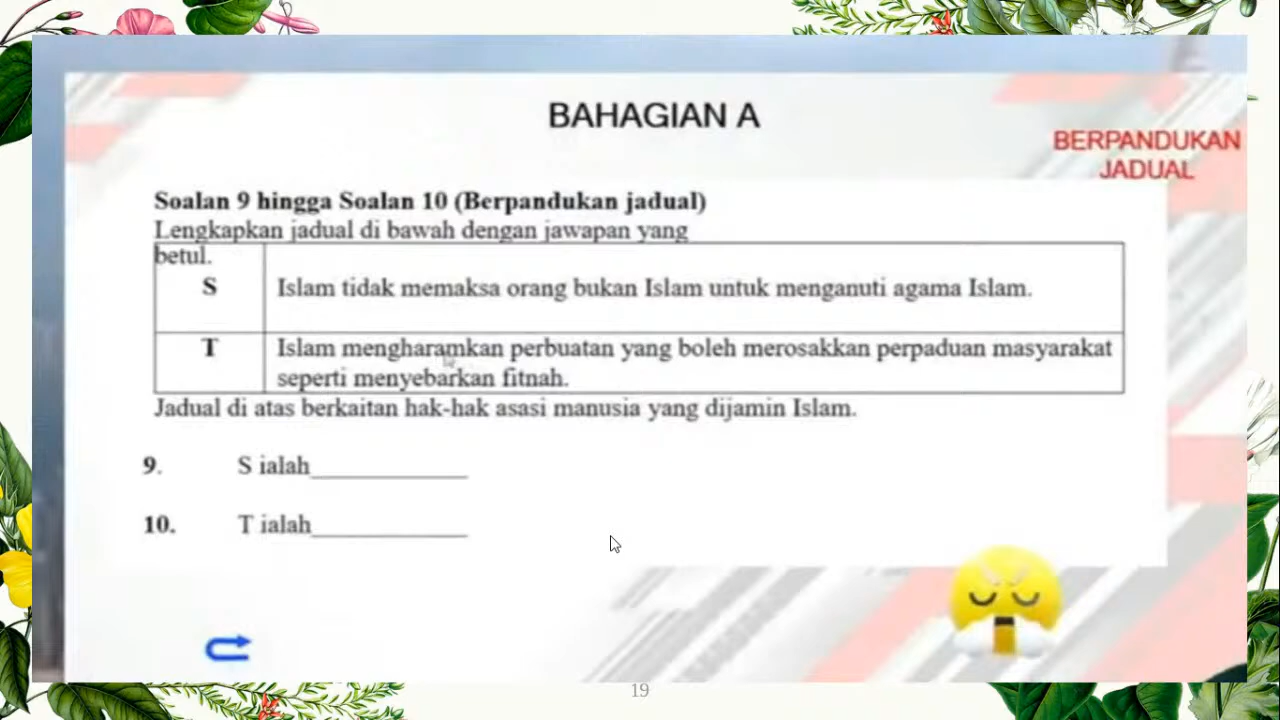 BAHAGIAN A
BERPANDUKAN
JADUAL
Soalan 9 hingga Soalan 10 (Berpandukan jadual)
Lengkapkan jadual di bawah dengan jawapan yang
betul.
S Islam tidak memaksa orang bukan Islam untuk menganuti agama Islam.
T Islam mengharamkan perbuatan yang boleh merosakkan perpaduan masyarakat
seperti menyebarkan fitnah.
Jadual di atas berkaitan hak-hak asasi manusia yang dijamin Islam.
9. S ialah____________
10. T ialah____________
19